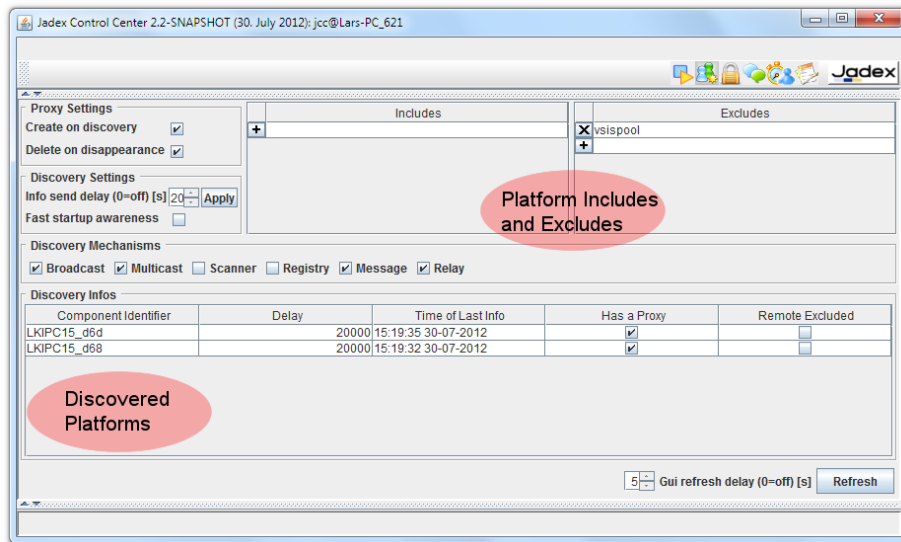 Jadex Control Center 2.2-SNAPSHOT (30. July 2012): jcc@Lars-PC_621
Jadex
Proxy Settings
Create on discovery
Delete on disappearance
Includes
+
Excludes
X vsispool
+
Discovery Settings
Info send delay (0=off) [s] 20 Apply
Fast startup awareness
Platform Includes
and Excludes
Discovery Mechanisms
Broadcast Multicast Scanner Registry Message Relay
Discovery Infos
Component Identifier Delay Time of Last Info Has a Proxy Remote Excluded
LKIPC15_d6d 20000 15:19:35 30-07-2012
LKIPC15_d68 20000 15:19:32 30-07-2012
Discovered
Platforms
5 Gui refresh delay (0=off) [s] Refresh